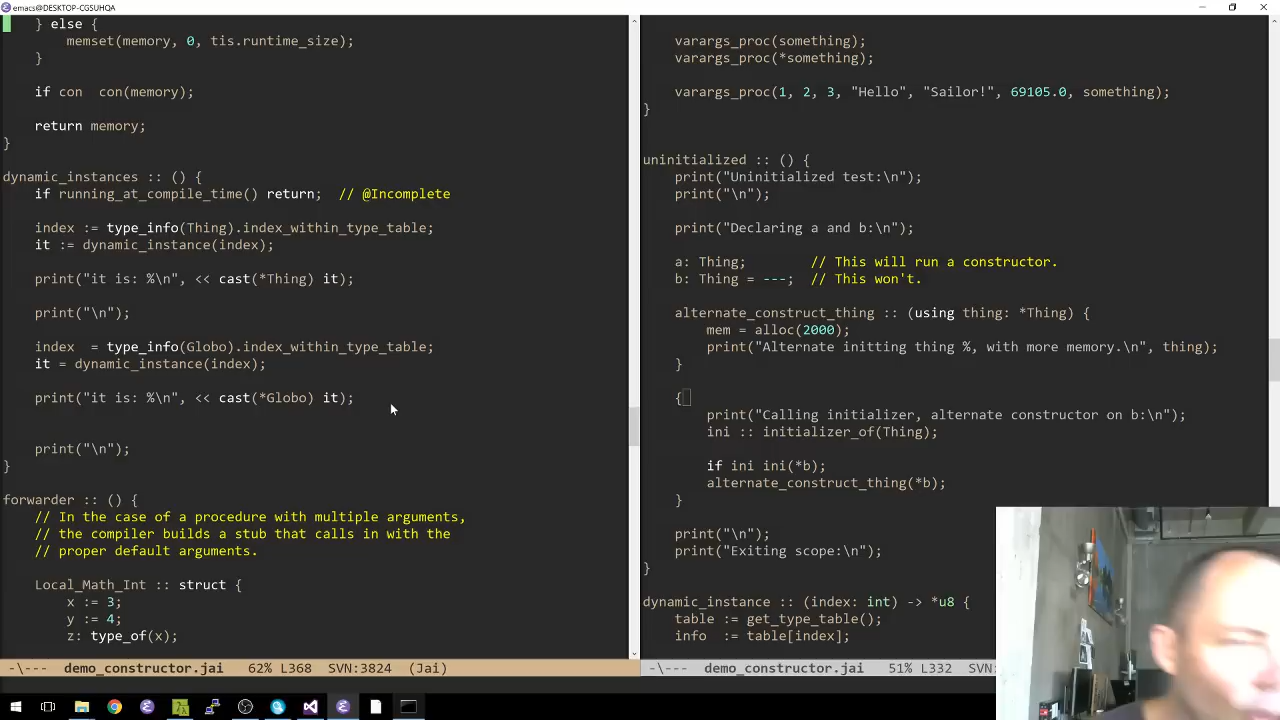 emacs@DESKTOP-CGSUHQA
} else {
memset(memory, 0, tis.runtime_size);
}
if con  con(memory);
return memory;
}
dynamic_instances :: () {
if running_at_compile_time() return;  // @Incomplete
index := type_info(Thing).index_within_type_table;
it := dynamic_instance(index);
print("it is: %\n", << cast(*Thing) it);
print("\n");
index  = type_info(Globo).index_within_type_table;
it = dynamic_instance(index);
print("it is: %\n", << cast(*Globo) it);
print("\n");
}
forwarder :: () {
// In the case of a procedure with multiple arguments,
// the compiler builds a stub that calls in with the
// proper default arguments.
Local_Math_Int :: struct {
x := 3;
y := 4;
z: type_of(x);
-\---  demo_constructor.jai   62% L368  SVN:3824  (Jai)
varargs_proc(something);
varargs_proc(*something);
varargs_proc(1, 2, 3, "Hello", "Sailor!", 69105.0, something);
}
uninitialized :: () {
print("Uninitialized test:\n");
print("\n");
print("Declaring a and b:\n");
a: Thing;        // This will run a constructor.
b: Thing = ---;  // This won't.
alternate_construct_thing :: (using thing: *Thing) {
mem = alloc(2000);
print("Alternate initting thing %, with more memory.\n", thing);
}
{
print("Calling initializer, alternate constructor on b:\n");
ini :: initializer_of(Thing);
if ini ini(*b);
alternate_construct_thing(*b);
}
print("\n");
print("Exiting scope:\n");
}
dynamic_instance :: (index: int) -> *u8 {
table := get_type_table();
info  := table[index];
-\---  demo_constructor.jai   51% L332  SVN: